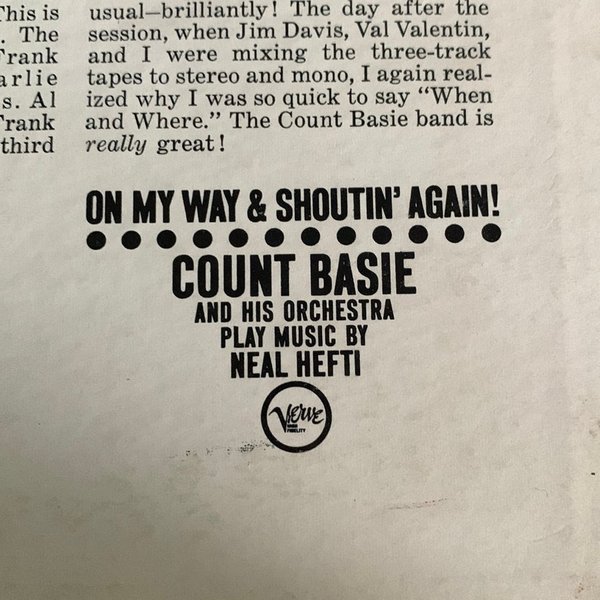 This is
. The
Frank
arlie
s. Al
Frank
third
usual—brilliantly! The day after the
session, when Jim Davis, Val Valentin,
and I were mixing the three-track
tapes to stereo and mono, I again real-
ized why I was so quick to say “When
and Where.” The Count Basie band is
really great!
ON MY WAY & SHOUTIN' AGAIN!
COUNT BASIE
AND HIS ORCHESTRA
PLAY MUSIC BY
NEAL HEFTI
Verve
HIGH
FIDELITY